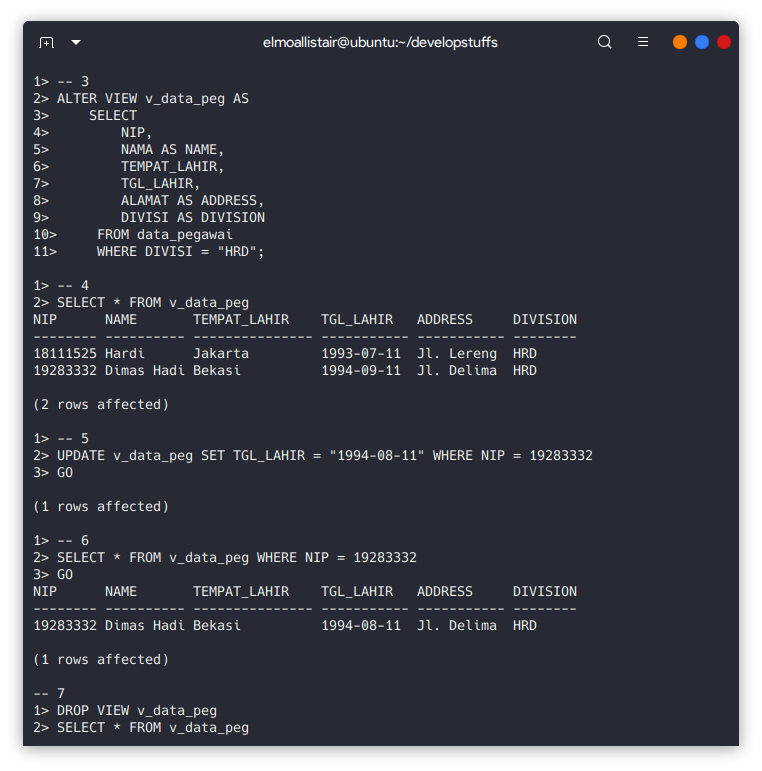 elmoallistair@ubuntu:~/developstuffs
1> -- 3
2> ALTER VIEW v_data_peg AS
3>     SELECT
4>         NIP,
5>         NAMA AS NAME,
6>         TEMPAT_LAHIR,
7>         TGL_LAHIR,
8>         ALAMAT AS ADDRESS,
9>         DIVISI AS DIVISION
10>     FROM data_pegawai
11>     WHERE DIVISI = "HRD";
1> -- 4
2> SELECT * FROM v_data_peg
NIP      NAME       TEMPAT_LAHIR    TGL_LAHIR   ADDRESS     DIVISION
-------- ---------- --------------- ----------- ----------- --------
18111525 Hardi      Jakarta         1993-07-11  Jl. Lereng  HRD
19283332 Dimas Hadi Bekasi          1994-09-11  Jl. Delima  HRD
(2 rows affected)
1> -- 5
2> UPDATE v_data_peg SET TGL_LAHIR = "1994-08-11" WHERE NIP = 19283332
3> GO
(1 rows affected)
1> -- 6
2> SELECT * FROM v_data_peg WHERE NIP = 19283332
3> GO
NIP      NAME       TEMPAT_LAHIR    TGL_LAHIR   ADDRESS     DIVISION
-------- ---------- --------------- ----------- ----------- --------
19283332 Dimas Hadi Bekasi          1994-08-11  Jl. Delima  HRD
(1 rows affected)
-- 7
1> DROP VIEW v_data_peg
2> SELECT * FROM v_data_peg